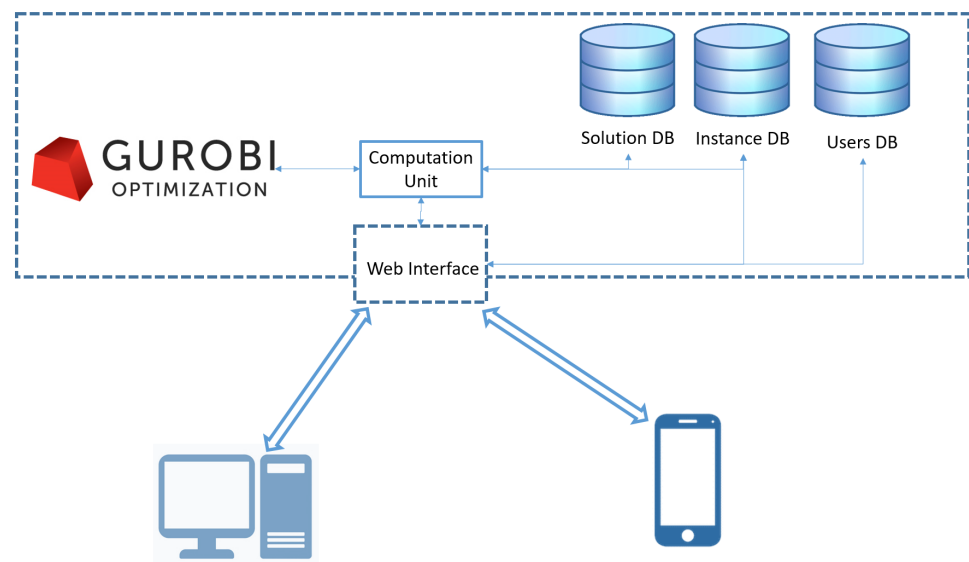 GUROBI
OPTIMIZATION
Computation
Unit
Solution DB
Instance DB
Users DB
Web Interface